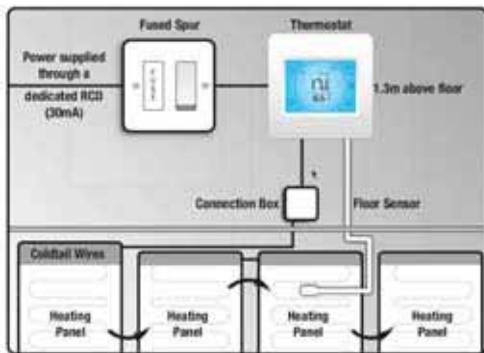 Fused Spur
Thermostat
Power supplied
through a
dedicated RCD
(30mA)
FUSE
1.3m above floor
Connection Box
Floor Sensor
Coldtail Wires
Heating
Panel
Heating
Panel
Heating
Panel
Heating
Panel